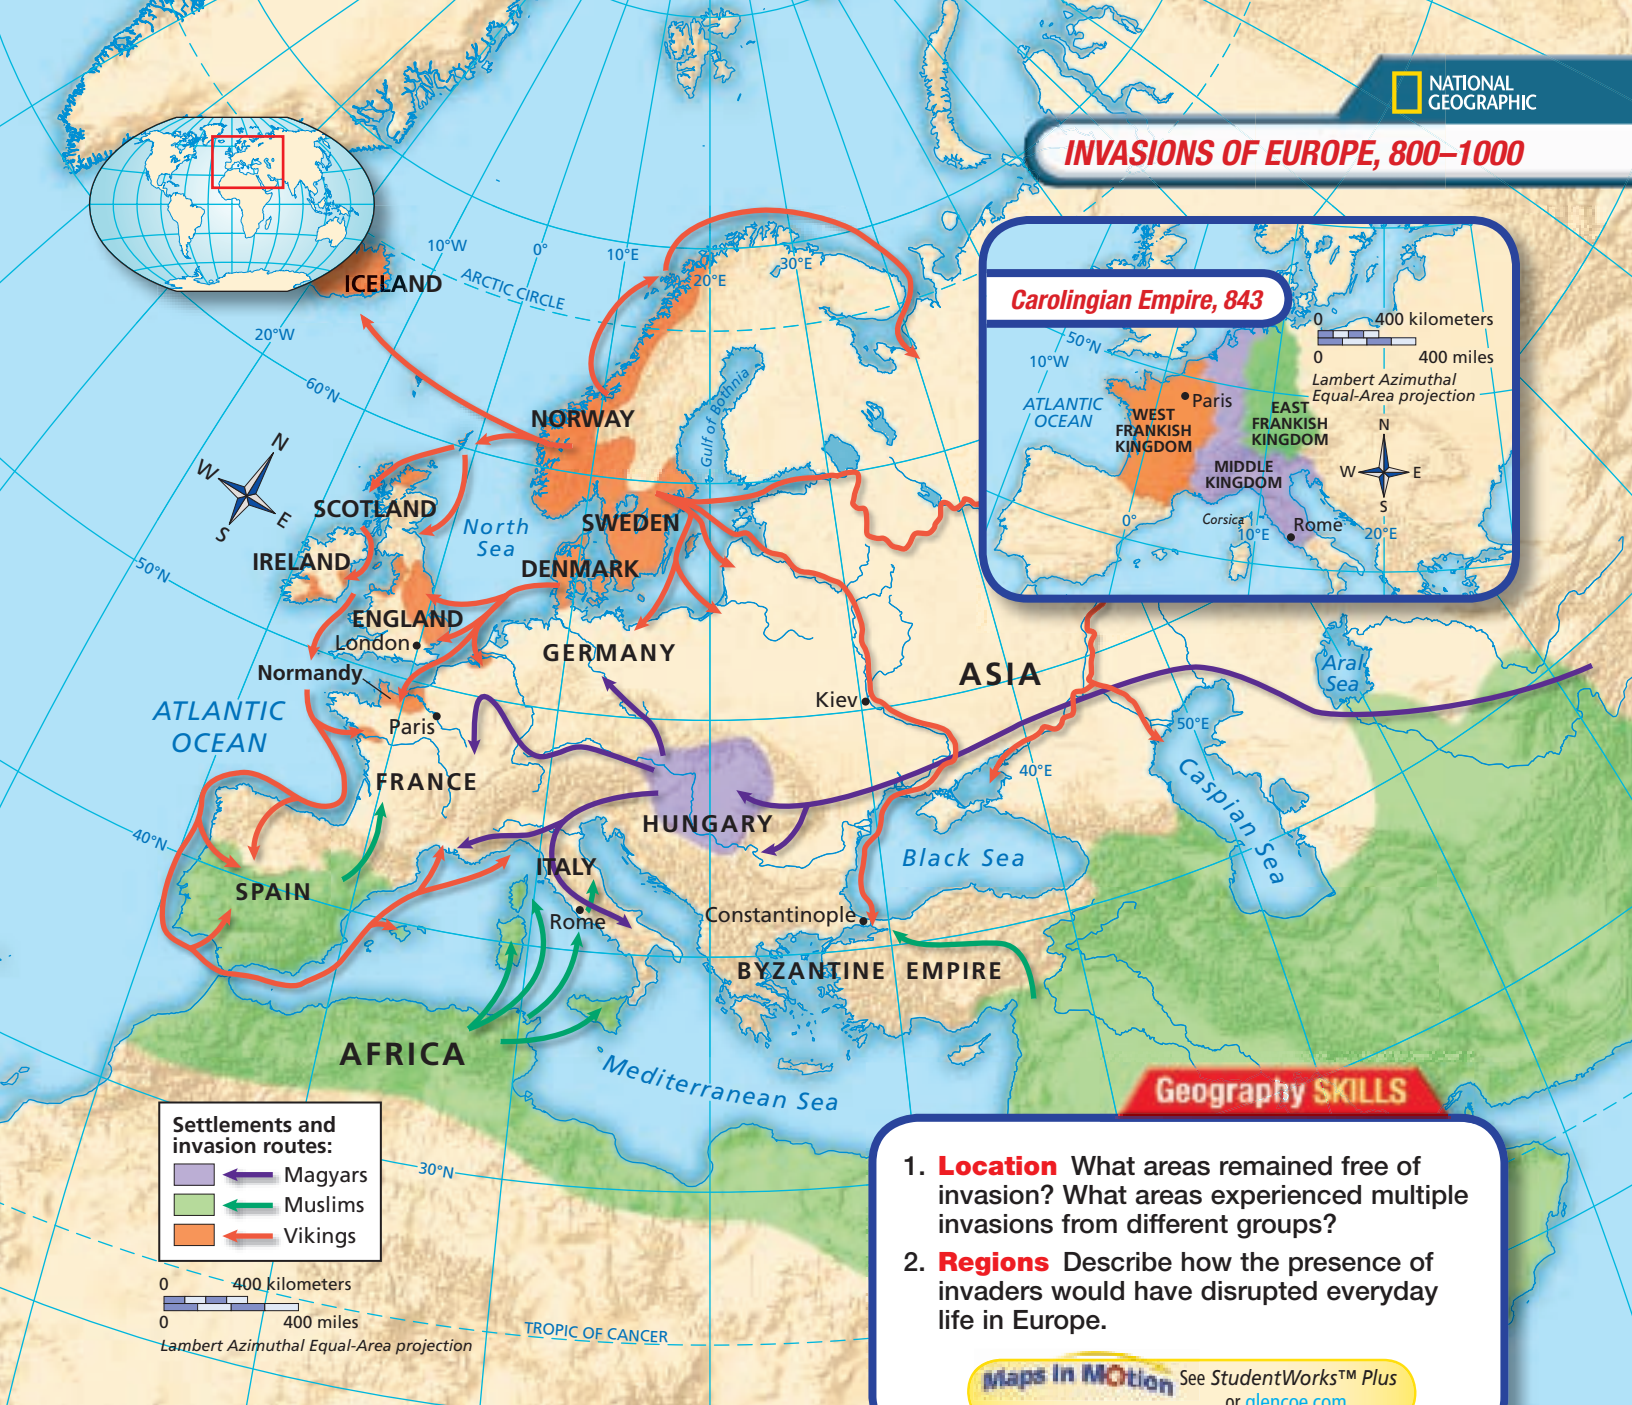 NATIONAL
GEOGRAPHIC
INVASIONS OF EUROPE, 800–1000
Carolingian Empire, 843
0 400 kilometers
0 400 miles
Lambert Azimuthal
Equal-Area projection
50°N
10°W
ATLANTIC
OCEAN
Paris
WEST
FRANKISH
KINGDOM
EAST
FRANKISH
KINGDOM
MIDDLE
KINGDOM
N
W
E
S
Corsica
Rome
0°
10°E
20°E
ICELAND
10°W
0°
10°E
20°E
30°E
ARCTIC CIRCLE
20°W
60°N
NORWAY
Gulf of Bothnia
N
W
E
S
SCOTLAND
North
Sea
SWEDEN
IRELAND
DENMARK
50°N
ENGLAND
London
GERMANY
Normandy
ASIA
Aral
Sea
Kiev
ATLANTIC
OCEAN
Paris
50°E
40°E
FRANCE
Caspian Sea
HUNGARY
40°N
Black Sea
ITALY
SPAIN
Rome
Constantinople
BYZANTINE EMPIRE
AFRICA
Mediterranean Sea
30°N
Settlements and
invasion routes:
Magyars
Muslims
Vikings
0 400 kilometers
0 400 miles
Lambert Azimuthal Equal-Area projection
TROPIC OF CANCER
Geography SKILLS
1. Location What areas remained free of
invasion? What areas experienced multiple
invasions from different groups?
2. Regions Describe how the presence of
invaders would have disrupted everyday
life in Europe.
Maps In MOtion See StudentWorks™ Plus
or glencoe.com